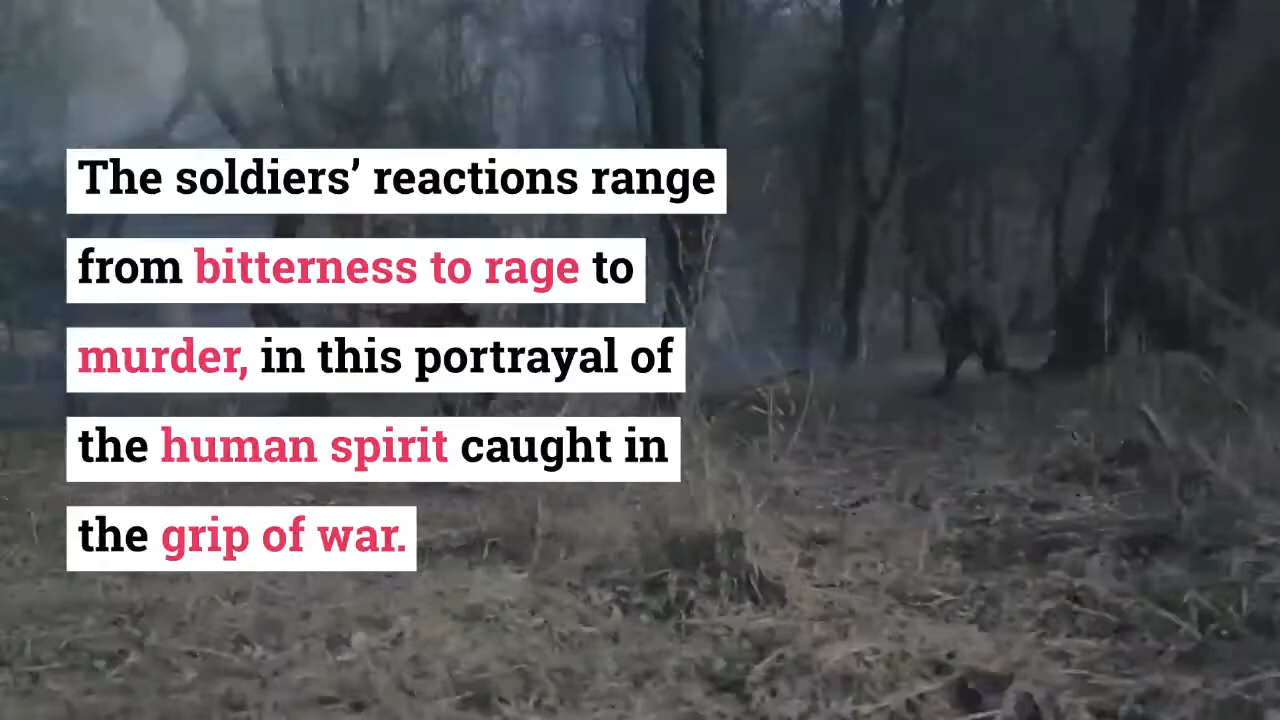 The soldiers’ reactions range
from bitterness to rage to
murder, in this portrayal of
the human spirit caught in
the grip of war.